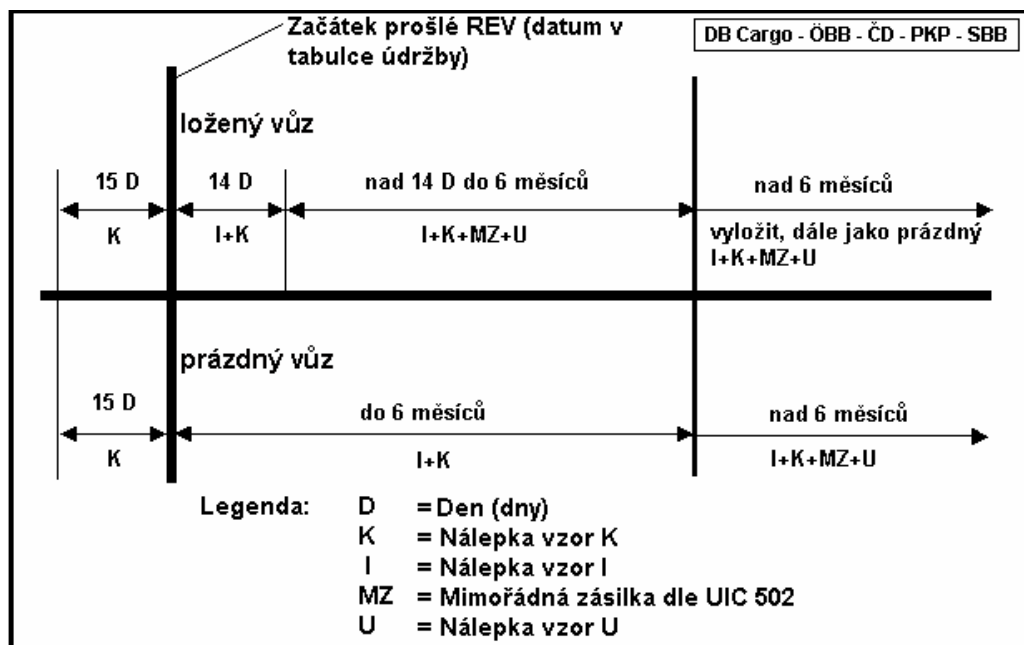 Začátek prošlé REV (datum v
tabulce údržby)
DB Cargo - ÖBB - ČD - PKP - SBB
ložený vůz
15 D
14 D
nad 14 D do 6 měsíců
nad 6 měsíců
K
I+K
I+K+MZ+U
vyložit, dále jako prázdný
I+K+MZ+U
prázdný vůz
15 D
do 6 měsíců
nad 6 měsíců
K
I+K
I+K+MZ+U
Legenda:
D = Den (dny)
K = Nálepka vzor K
I = Nálepka vzor I
MZ = Mimořádná zásilka dle UIC 502
U = Nálepka vzor U